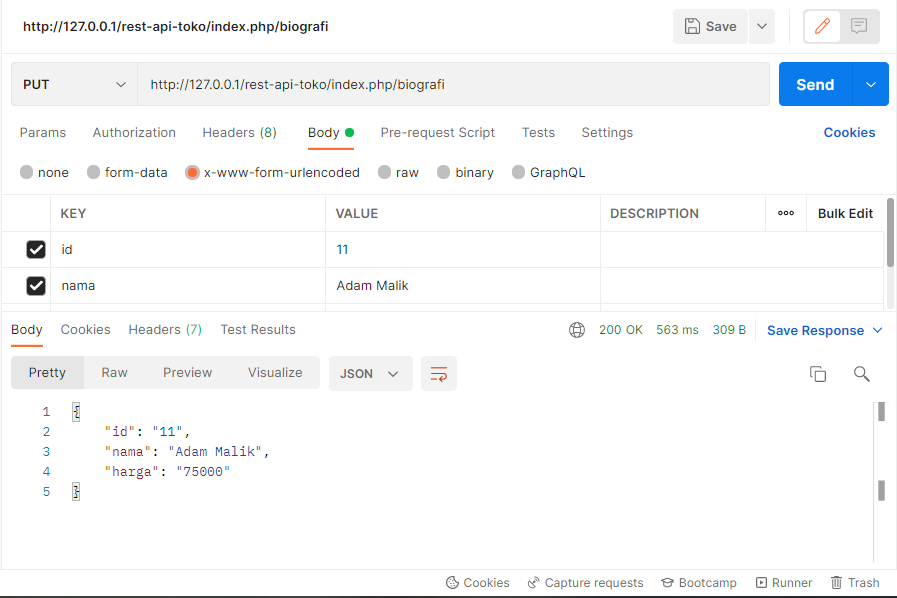 http://127.0.0.1/rest-api-toko/index.php/biografi Save
PUT http://127.0.0.1/rest-api-toko/index.php/biografi Send
Params Authorization Headers (8) Body Pre-request Script Tests Settings Cookies
none form-data x-www-form-urlencoded raw binary GraphQL
KEY VALUE DESCRIPTION ooo Bulk Edit
id 11
nama Adam Malik
Body Cookies Headers (7) Test Results 200 OK 563 ms 309 B Save Response
Pretty Raw Preview Visualize JSON
1 {
2 "id": "11",
3 "nama": "Adam Malik",
4 "harga": "75000"
5 }
Cookies Capture requests Bootcamp Runner Trash